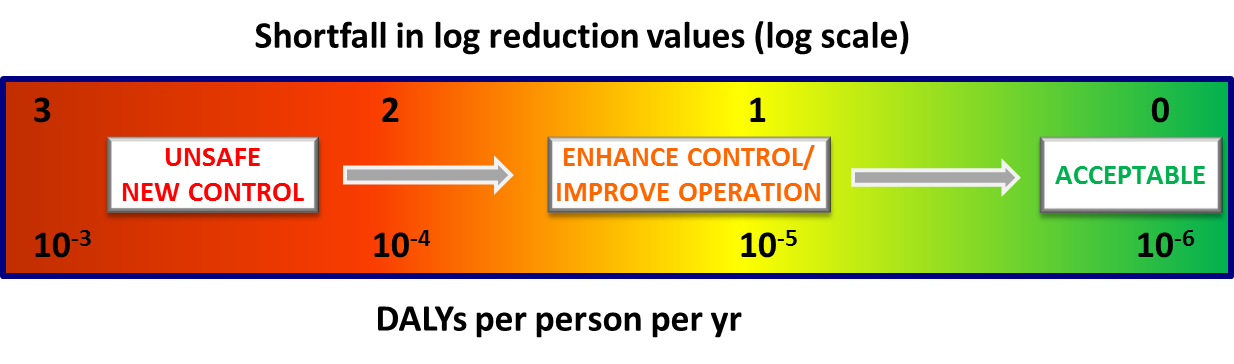 Shortfall in log reduction values (log scale)
3 2 1 0
UNSAFE
NEW CONTROL
ENHANCE CONTROL/
IMPROVE OPERATION
ACCEPTABLE
10⁻³ 10⁻⁴ 10⁻⁵ 10⁻⁶
DALYs per person per yr